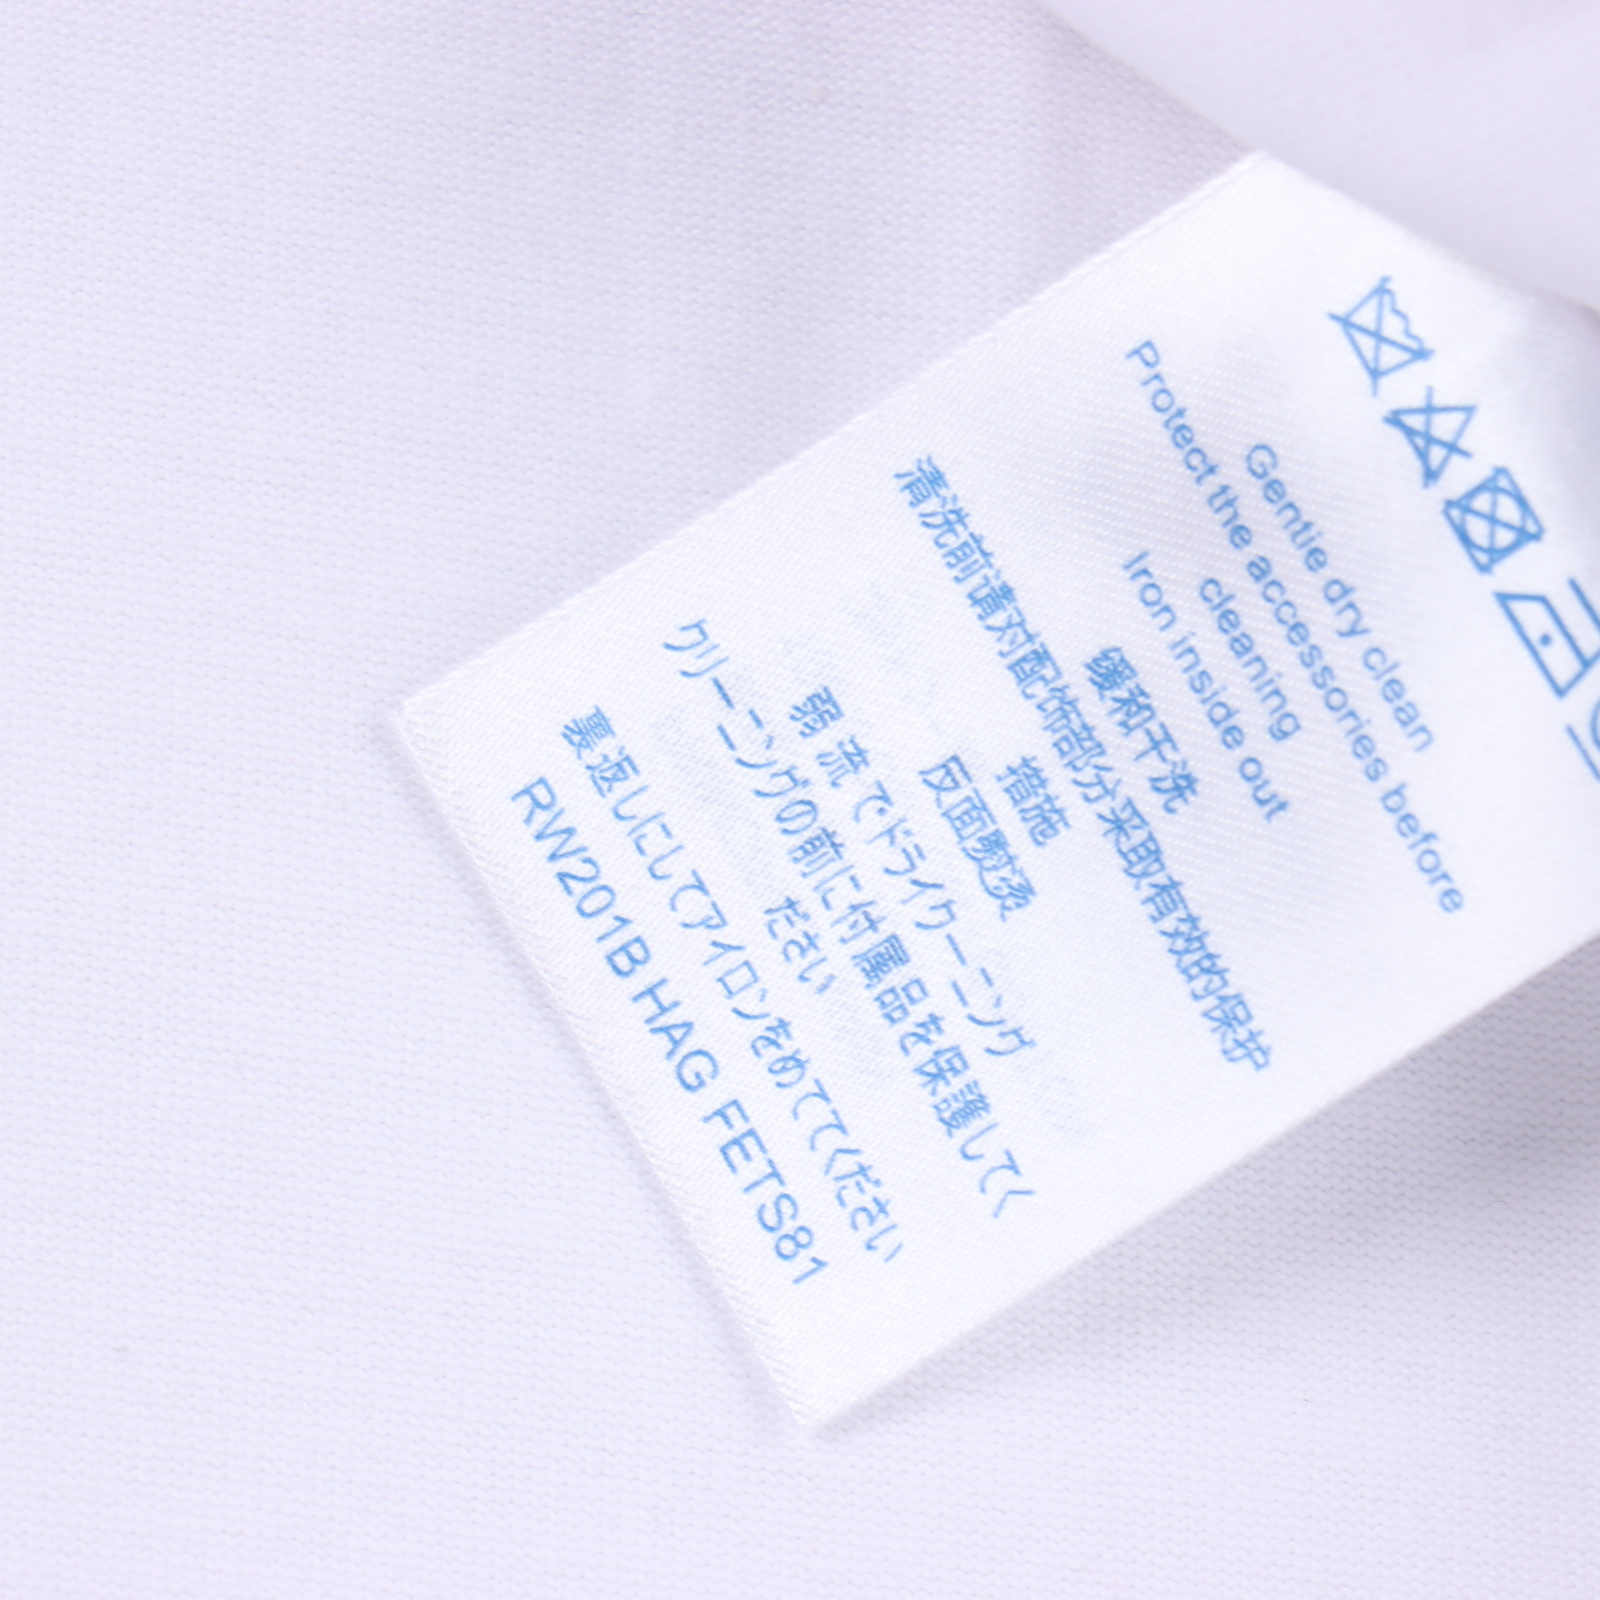 Gentie dry clean
Protect the accessories before
cleaning
Iron inside out
缓和干洗
清洗前请对配饰部分采取有效的保护
措施
反面熨烫
弱流でドライクーニング
クリーニングの前に付属品を保護してく
ださい
裏返しにしてアイロンをめててください
RW201B HAG FETS81